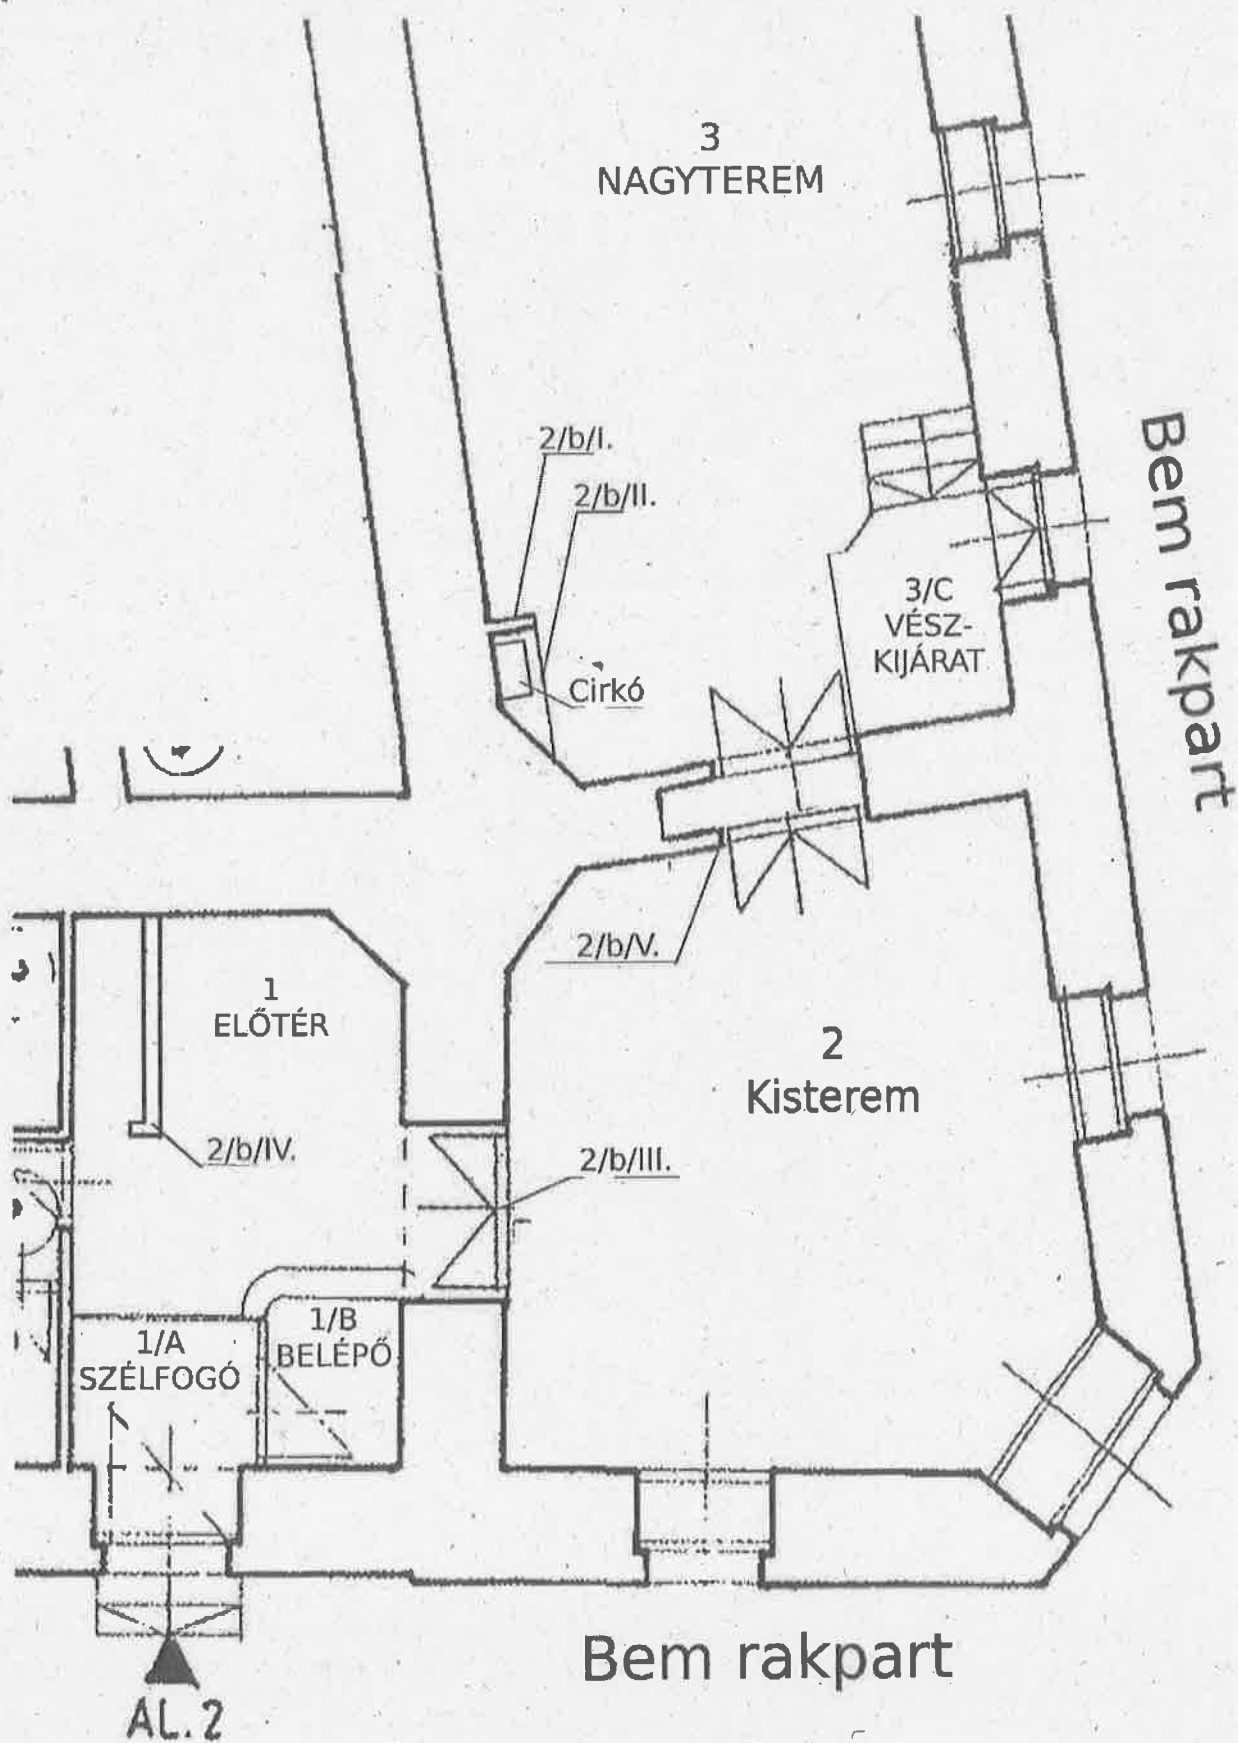 3
NAGYTEREM
2/b/I.
2/b/II.
Bem rakpart
3/C
VÉSZ-
KIJÁRAT
Cirkó
2/b/V.
1
ELŐTÉR
2
Kisterem
2/b/IV.
2/b/III.
1/A
SZÉLFOGÓ
1/B
BELÉPŐ
Bem rakpart
AL.2